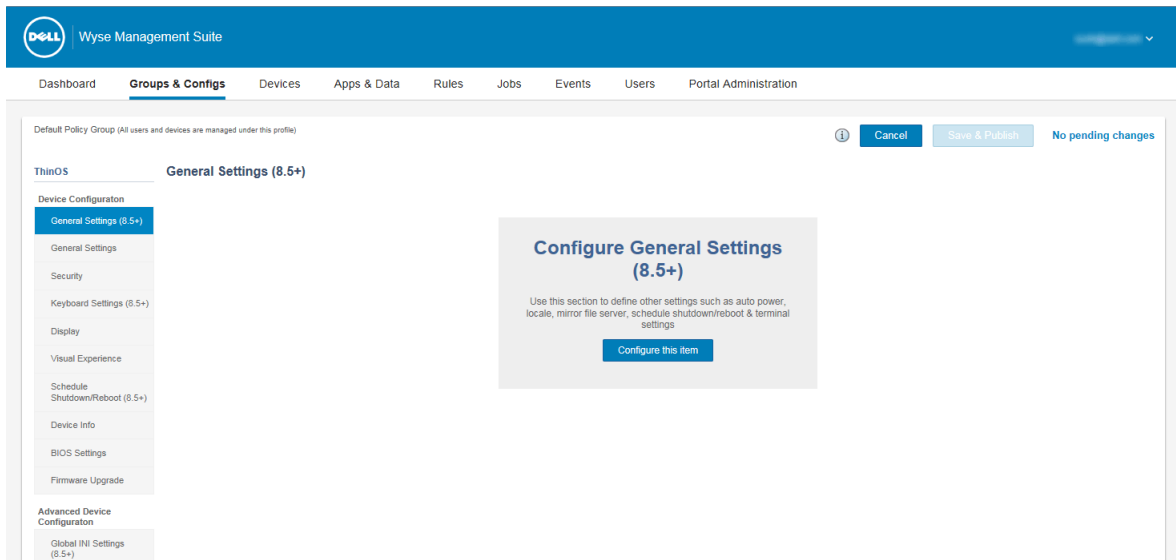 DELL
Wyse Management Suite
Dashboard Groups & Configs Devices Apps & Data Rules Jobs Events Users Portal Administration
Default Policy Group (All users and devices are managed under this profile)
i Cancel Save & Publish No pending changes
ThinOS
General Settings (8.5+)
Device Configuraton
General Settings (8.5+)
General Settings
Security
Keyboard Settings (8.5+)
Display
Visual Experience
Schedule
Shutdown/Reboot (8.5+)
Device Info
BIOS Settings
Firmware Upgrade
Advanced Device
Configuraton
Global INI Settings
(8.5+)
Configure General Settings
(8.5+)
Use this section to define other settings such as auto power,
locale, mirror file server, schedule shutdown/reboot & terminal
settings
Configure this item